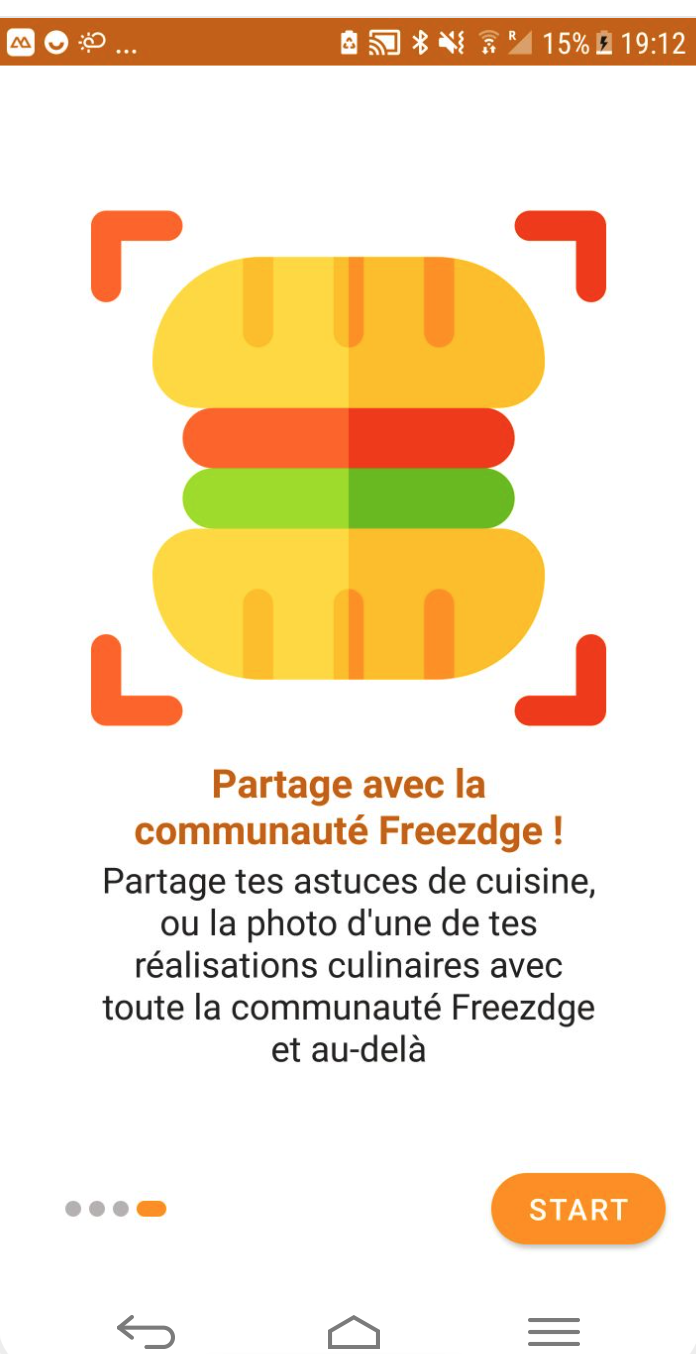 ... R 15% 19:12
Partage avec la
communauté Freezdge !
Partage tes astuces de cuisine,
ou la photo d'une de tes
réalisations culinaires avec
toute la communauté Freezdge
et au-delà
START